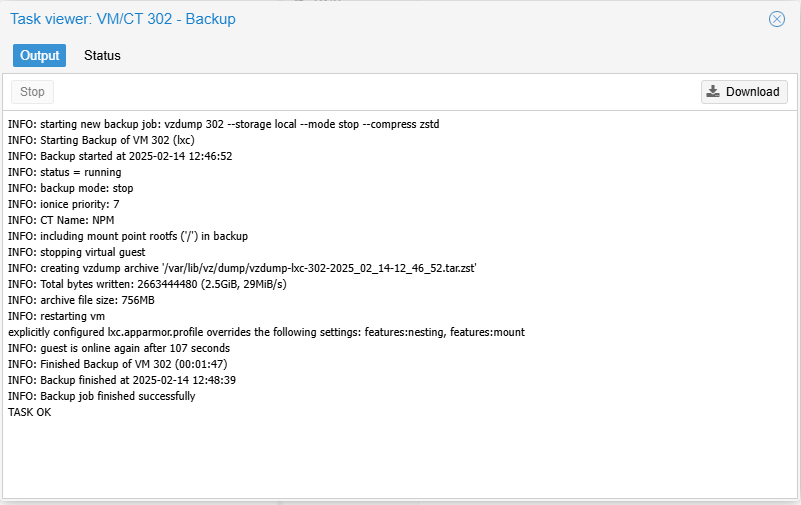 Task viewer: VM/CT 302 - Backup
Output Status
Stop Download
INFO: starting new backup job: vzdump 302 --storage local --mode stop --compress zstd
INFO: Starting Backup of VM 302 (lxc)
INFO: Backup started at 2025-02-14 12:46:52
INFO: status = running
INFO: backup mode: stop
INFO: ionice priority: 7
INFO: CT Name: NPM
INFO: including mount point rootfs ('/') in backup
INFO: stopping virtual guest
INFO: creating vzdump archive '/var/lib/vz/dump/vzdump-lxc-302-2025_02_14-12_46_52.tar.zst'
INFO: Total bytes written: 2663444480 (2.5GiB, 29MiB/s)
INFO: archive file size: 756MB
INFO: restarting vm
explicitly configured lxc.apparmor.profile overrides the following settings: features:nesting, features:mount
INFO: guest is online again after 107 seconds
INFO: Finished Backup of VM 302 (00:01:47)
INFO: Backup finished at 2025-02-14 12:48:39
INFO: Backup job finished successfully
TASK OK